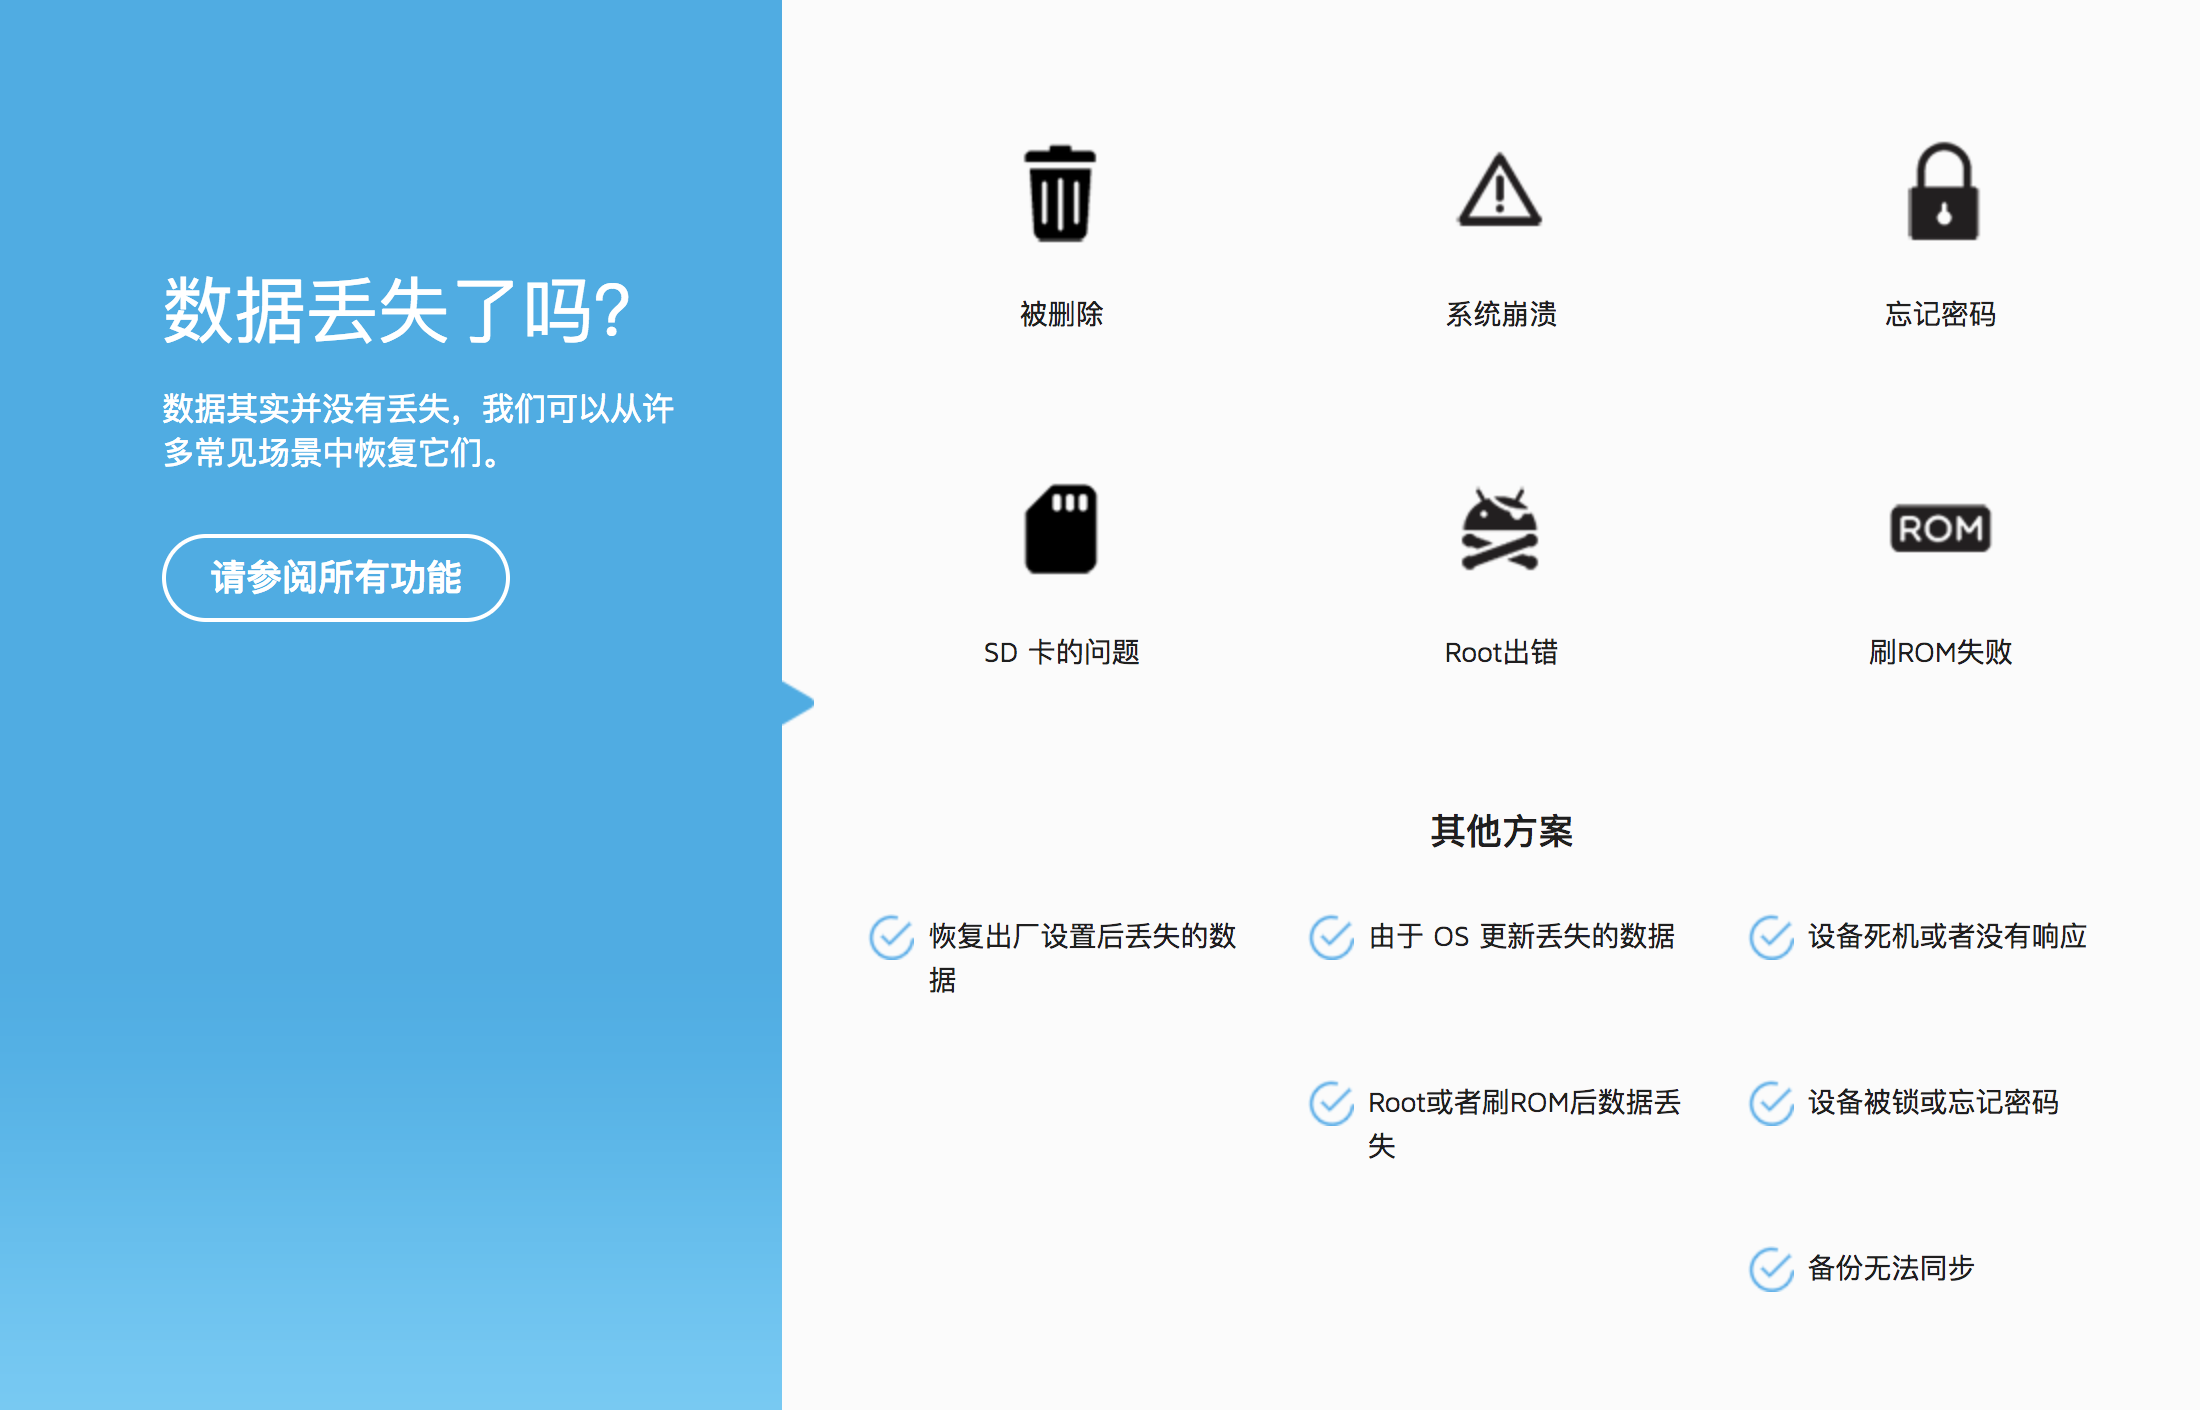 数据丢失了吗?
数据其实并没有丢失，我们可以从许
多常见场景中恢复它们。
请参阅所有功能
被删除
系统崩溃
忘记密码
ROM
SD 卡的问题
Root出错
刷ROM失败
其他方案
恢复出厂设置后丢失的数
据
由于 OS 更新丢失的数据
设备死机或者没有响应
Root或者刷ROM后数据丢
失
设备被锁或忘记密码
备份无法同步